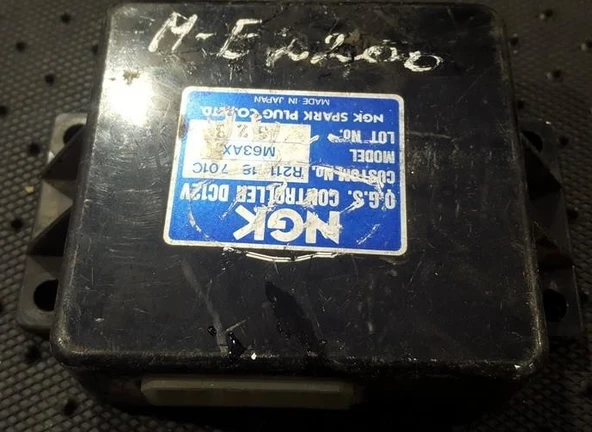 M-E2200
NGK
Q.G.S. CONTROLLER DC12V
CUSTOM No. R211 18 701C
MODEL M63AX
LOT No.
NGK SPARK PLUG CO., LTD.
MADE IN JAPAN